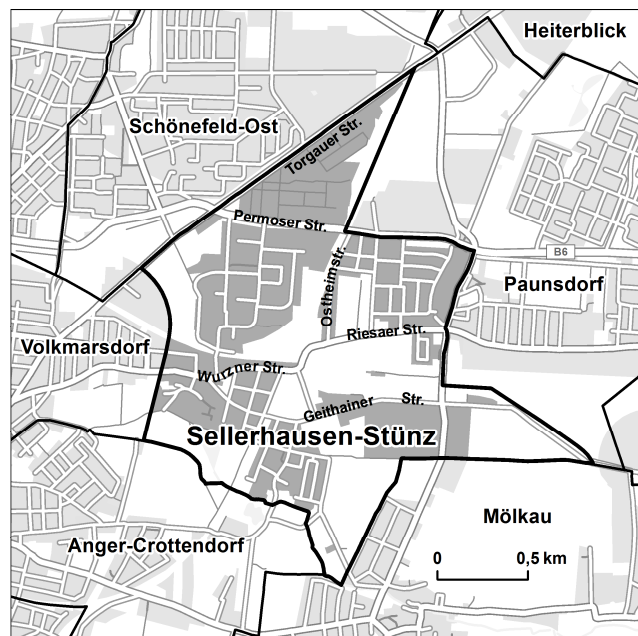 Heiterblick
Schönefeld-Ost
Torgauer Str.
Permoser Str.
Ostheimstr.
B6
Paunsdorf
Riesaer Str.
Volkmarsdorf
Wurzner Str.
Geithainer Str.
Sellerhausen-Stünz
Mölkau
Anger-Crottendorf
0 0,5 km